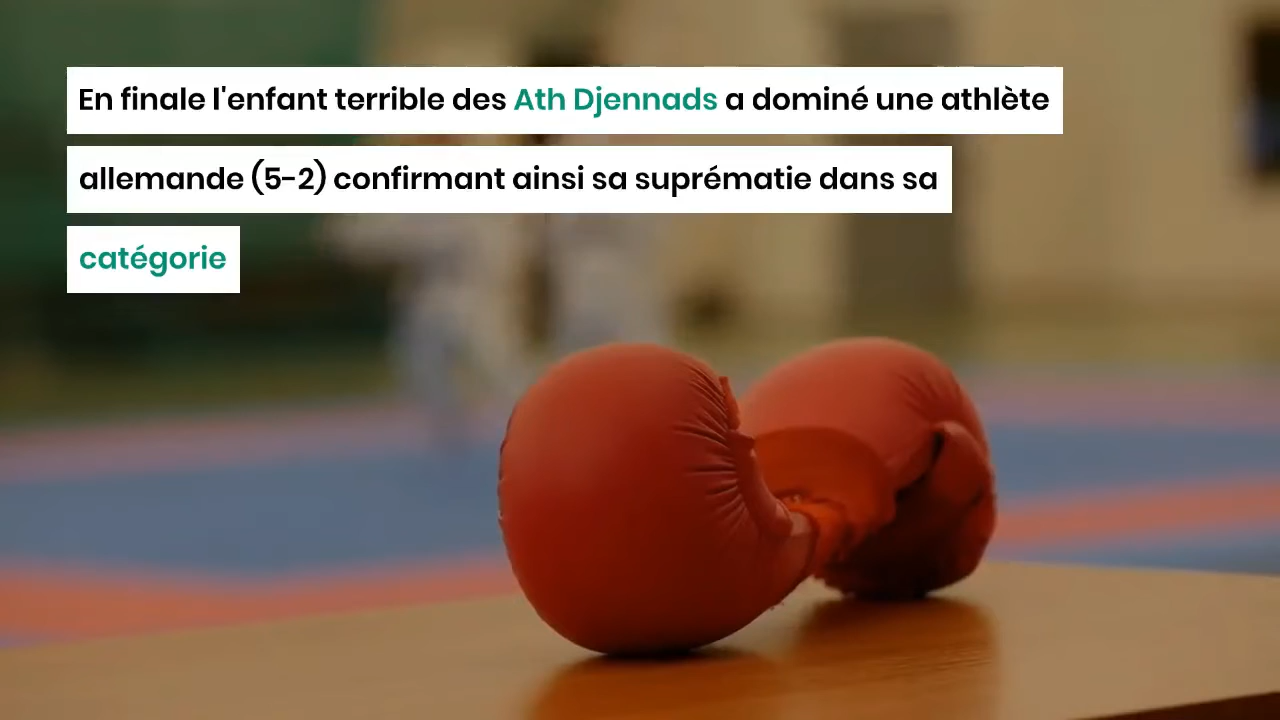 En finale l'enfant terrible des Ath Djennads a dominé une athlète
allemande (5-2) confirmant ainsi sa suprématie dans sa
catégorie